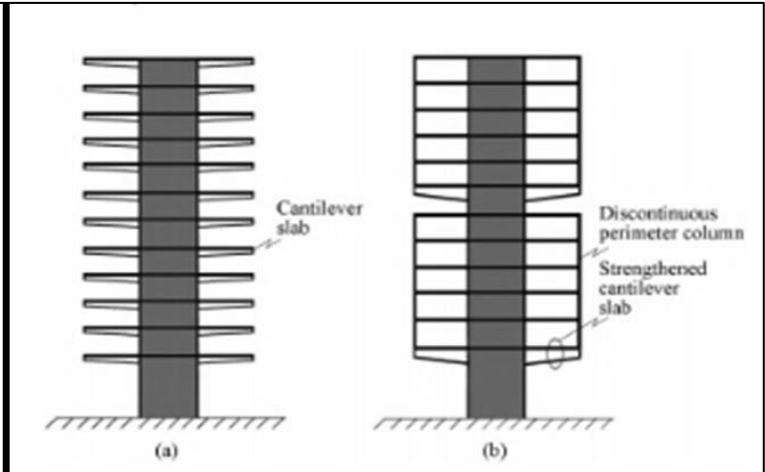 Cantilever
slab
Discontinuous
perimeter column
Strengthened
cantilever
slab
(a)
(b)